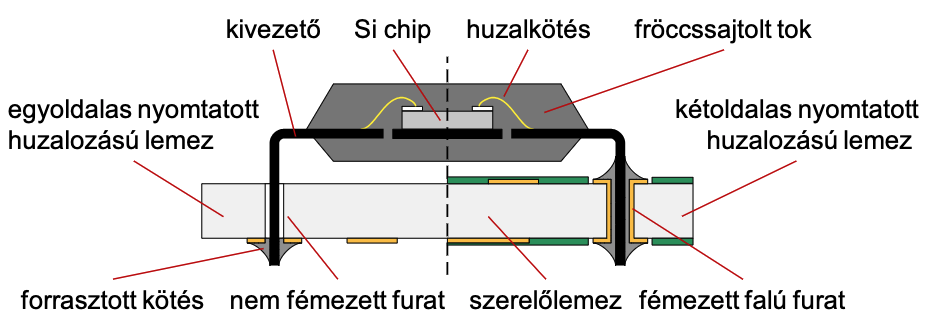 kivezető
Si chip
huzalkötés
fröccssajtolt tok
egyoldalas nyomtatott
huzalozású lemez
kétoldalas nyomtatott
huzalozású lemez
forrasztott kötés
nem fémezett furat
szerelőlemez
fémezett falú furat